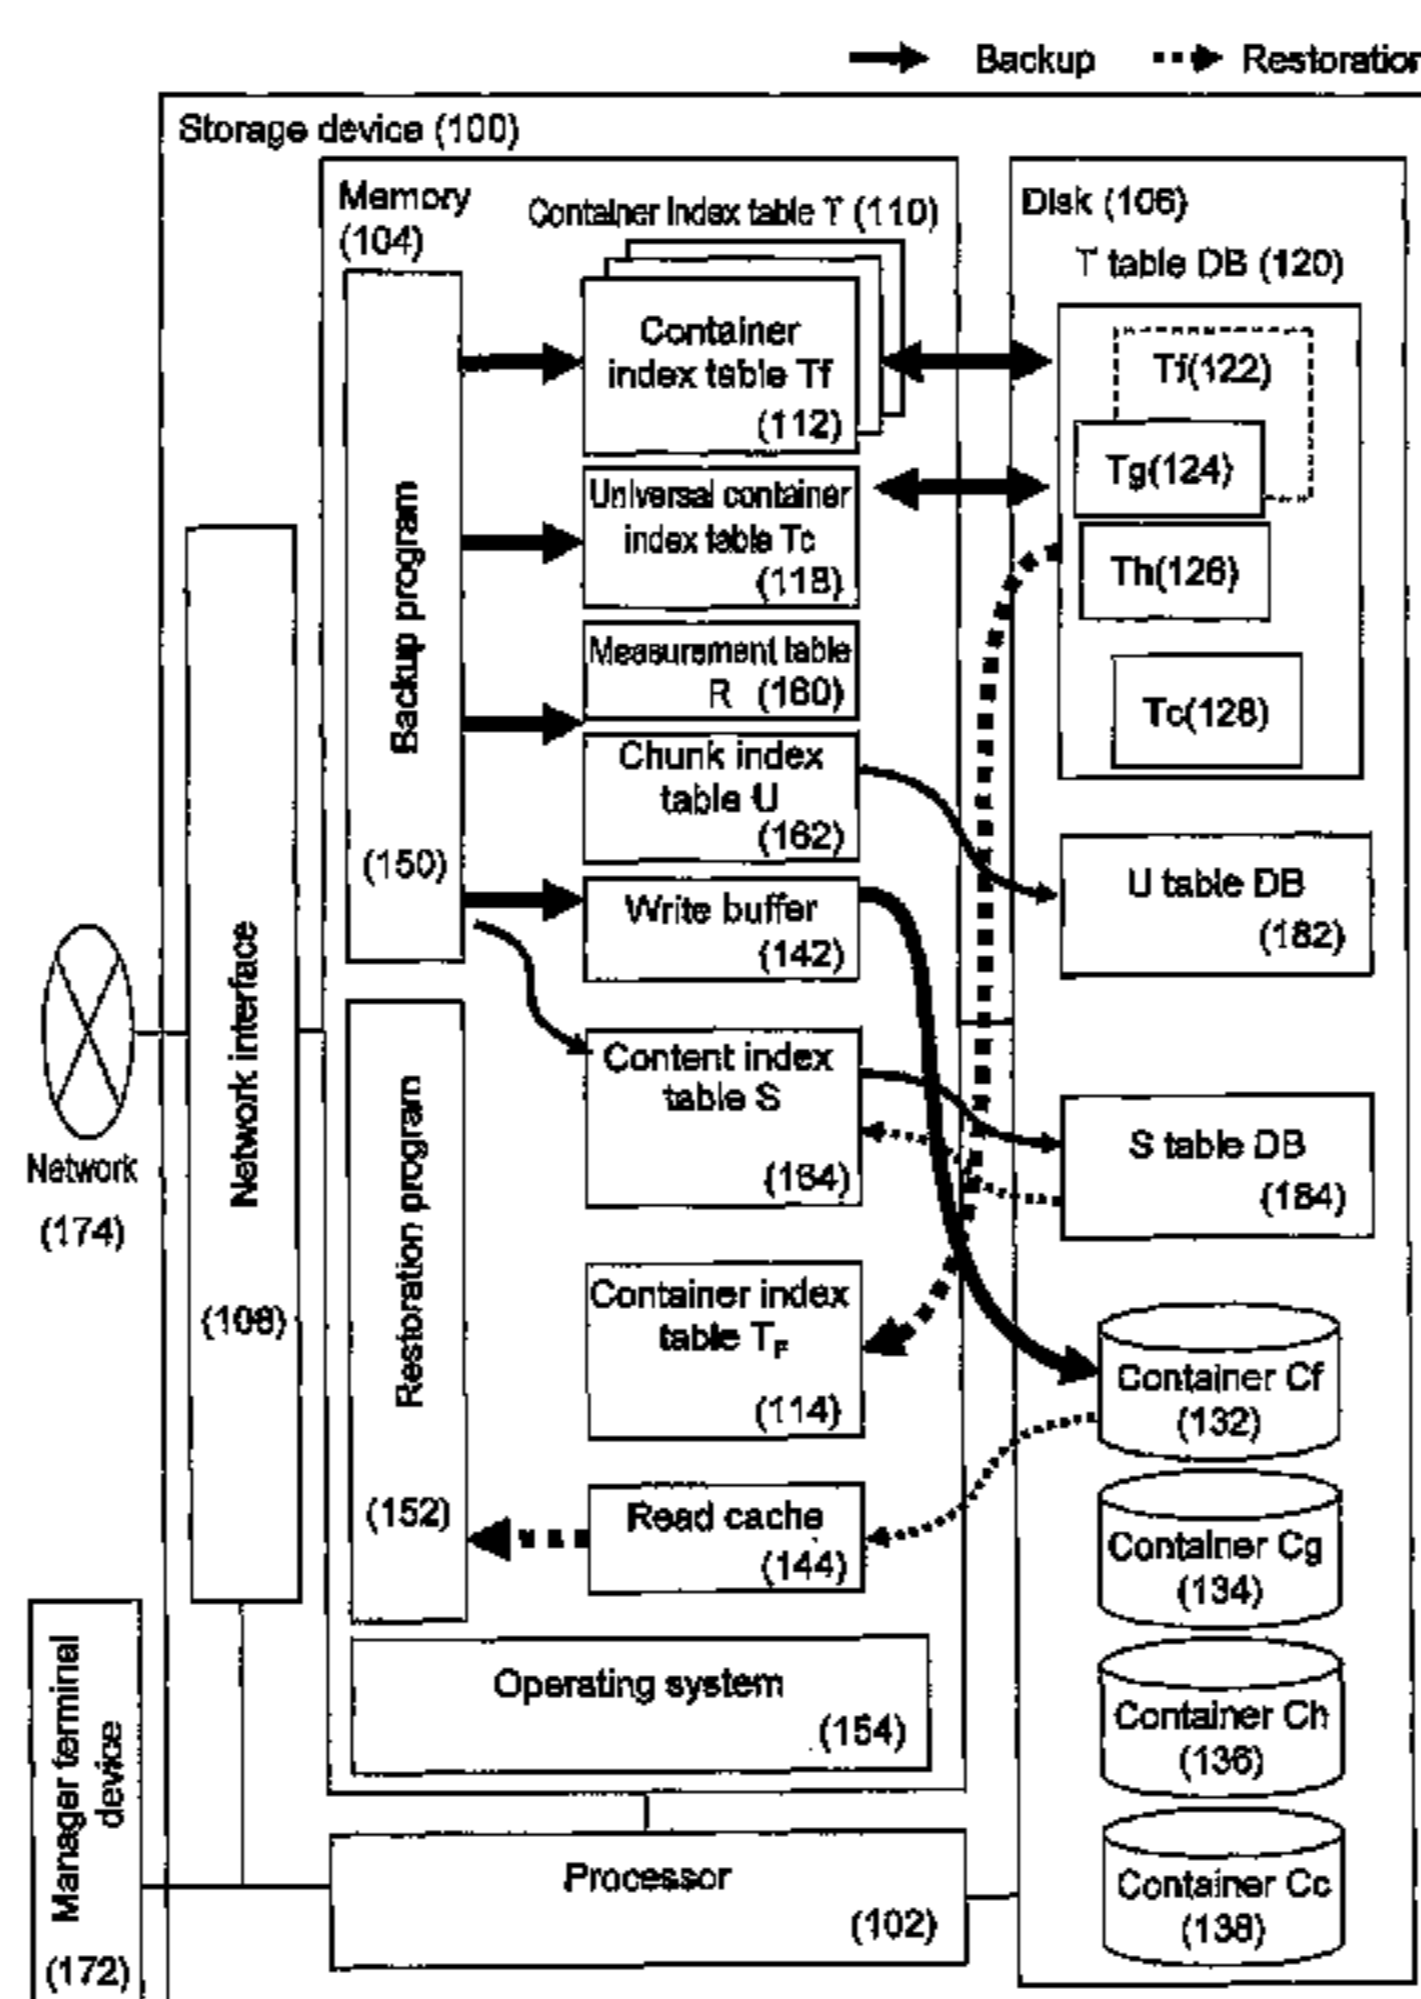 Backup
Restoration
Storage device (100)
Memory
(104)
Container index table T (110)
Container
index table Tf
(112)
Universal container
index table Tc
(118)
Measurement table
R (160)
Chunk index
table U
(162)
Write buffer
(142)
Content index
table S
(164)
Container index
table TF
(114)
Read cache
(144)
Backup program
(150)
Restoration program
(152)
Operating system
(154)
Processor
(102)
Disk (106)
T table DB (120)
Tf(122)
Tg(124)
Th(126)
Tc(128)
U table DB
(182)
S table DB
(184)
Container Cf
(132)
Container Cg
(134)
Container Ch
(136)
Container Cc
(138)
Network interface
(108)
Network
(174)
Manager terminal
device
(172)